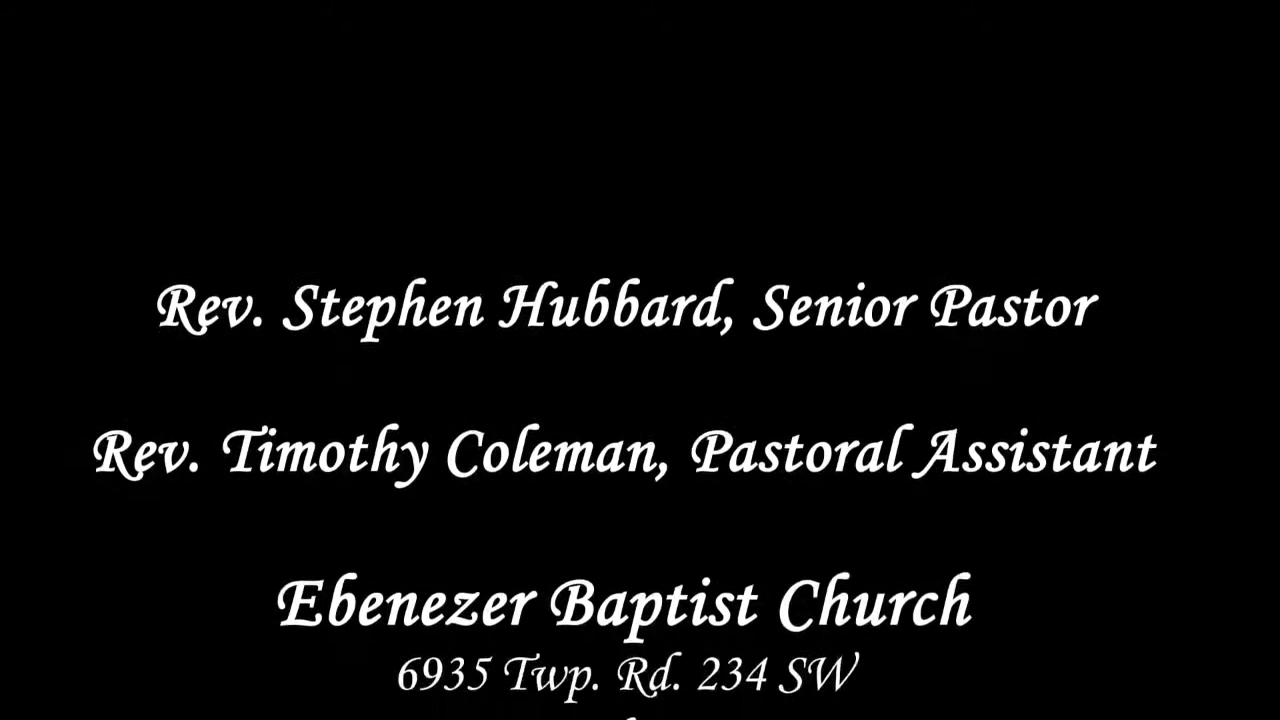 Rev. Stephen Hubbard, Senior Pastor
Rev. Timothy Coleman, Pastoral Assistant
Ebenezer Baptist Church
6935 Twp. Rd. 234 SW